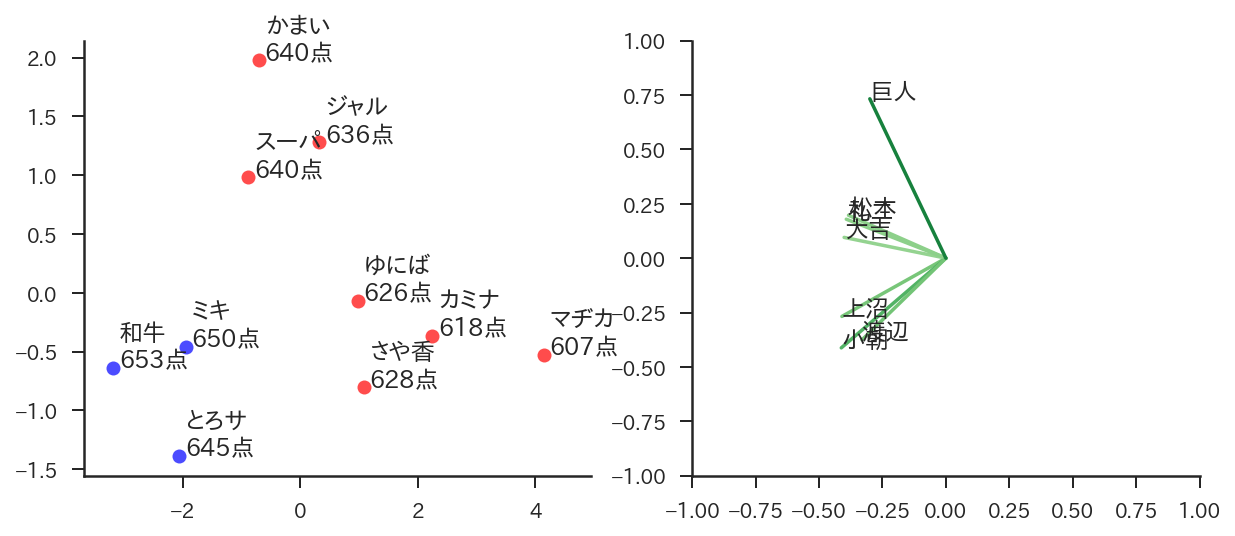 かまい
640点
ジャル
636点
スーパ
640点
ゆにば
626点
カミナ
618点
マヂカ
607点
さや香
628点
ミキ
650点
和牛
653点
とろサ
645点
2.0
1.5
1.0
0.5
0.0
−0.5
−1.0
−1.5
−2
0
2
4
巨人
松本
大吉
上沼
渡辺
小朝
1.00
0.75
0.50
0.25
0.00
−0.25
−0.50
−0.75
−1.00
−1.00
−0.75
−0.50
−0.25
0.00
0.25
0.50
0.75
1.00